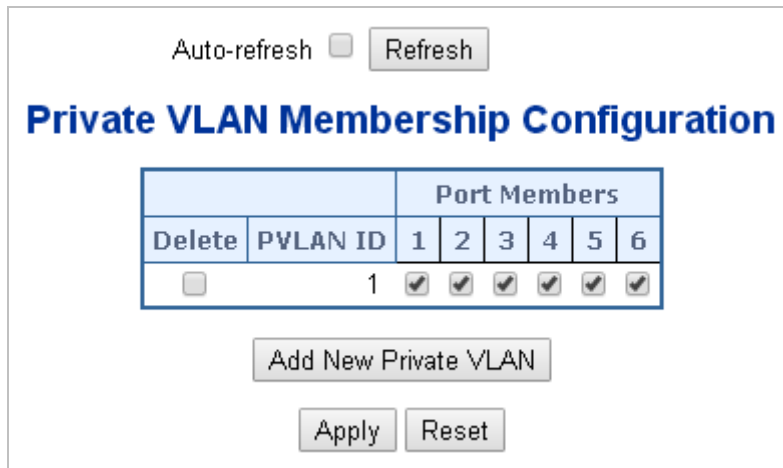 Auto-refresh Refresh
Private VLAN Membership Configuration
Port Members
Delete PVLAN ID 1 2 3 4 5 6
1
Add New Private VLAN
Apply Reset